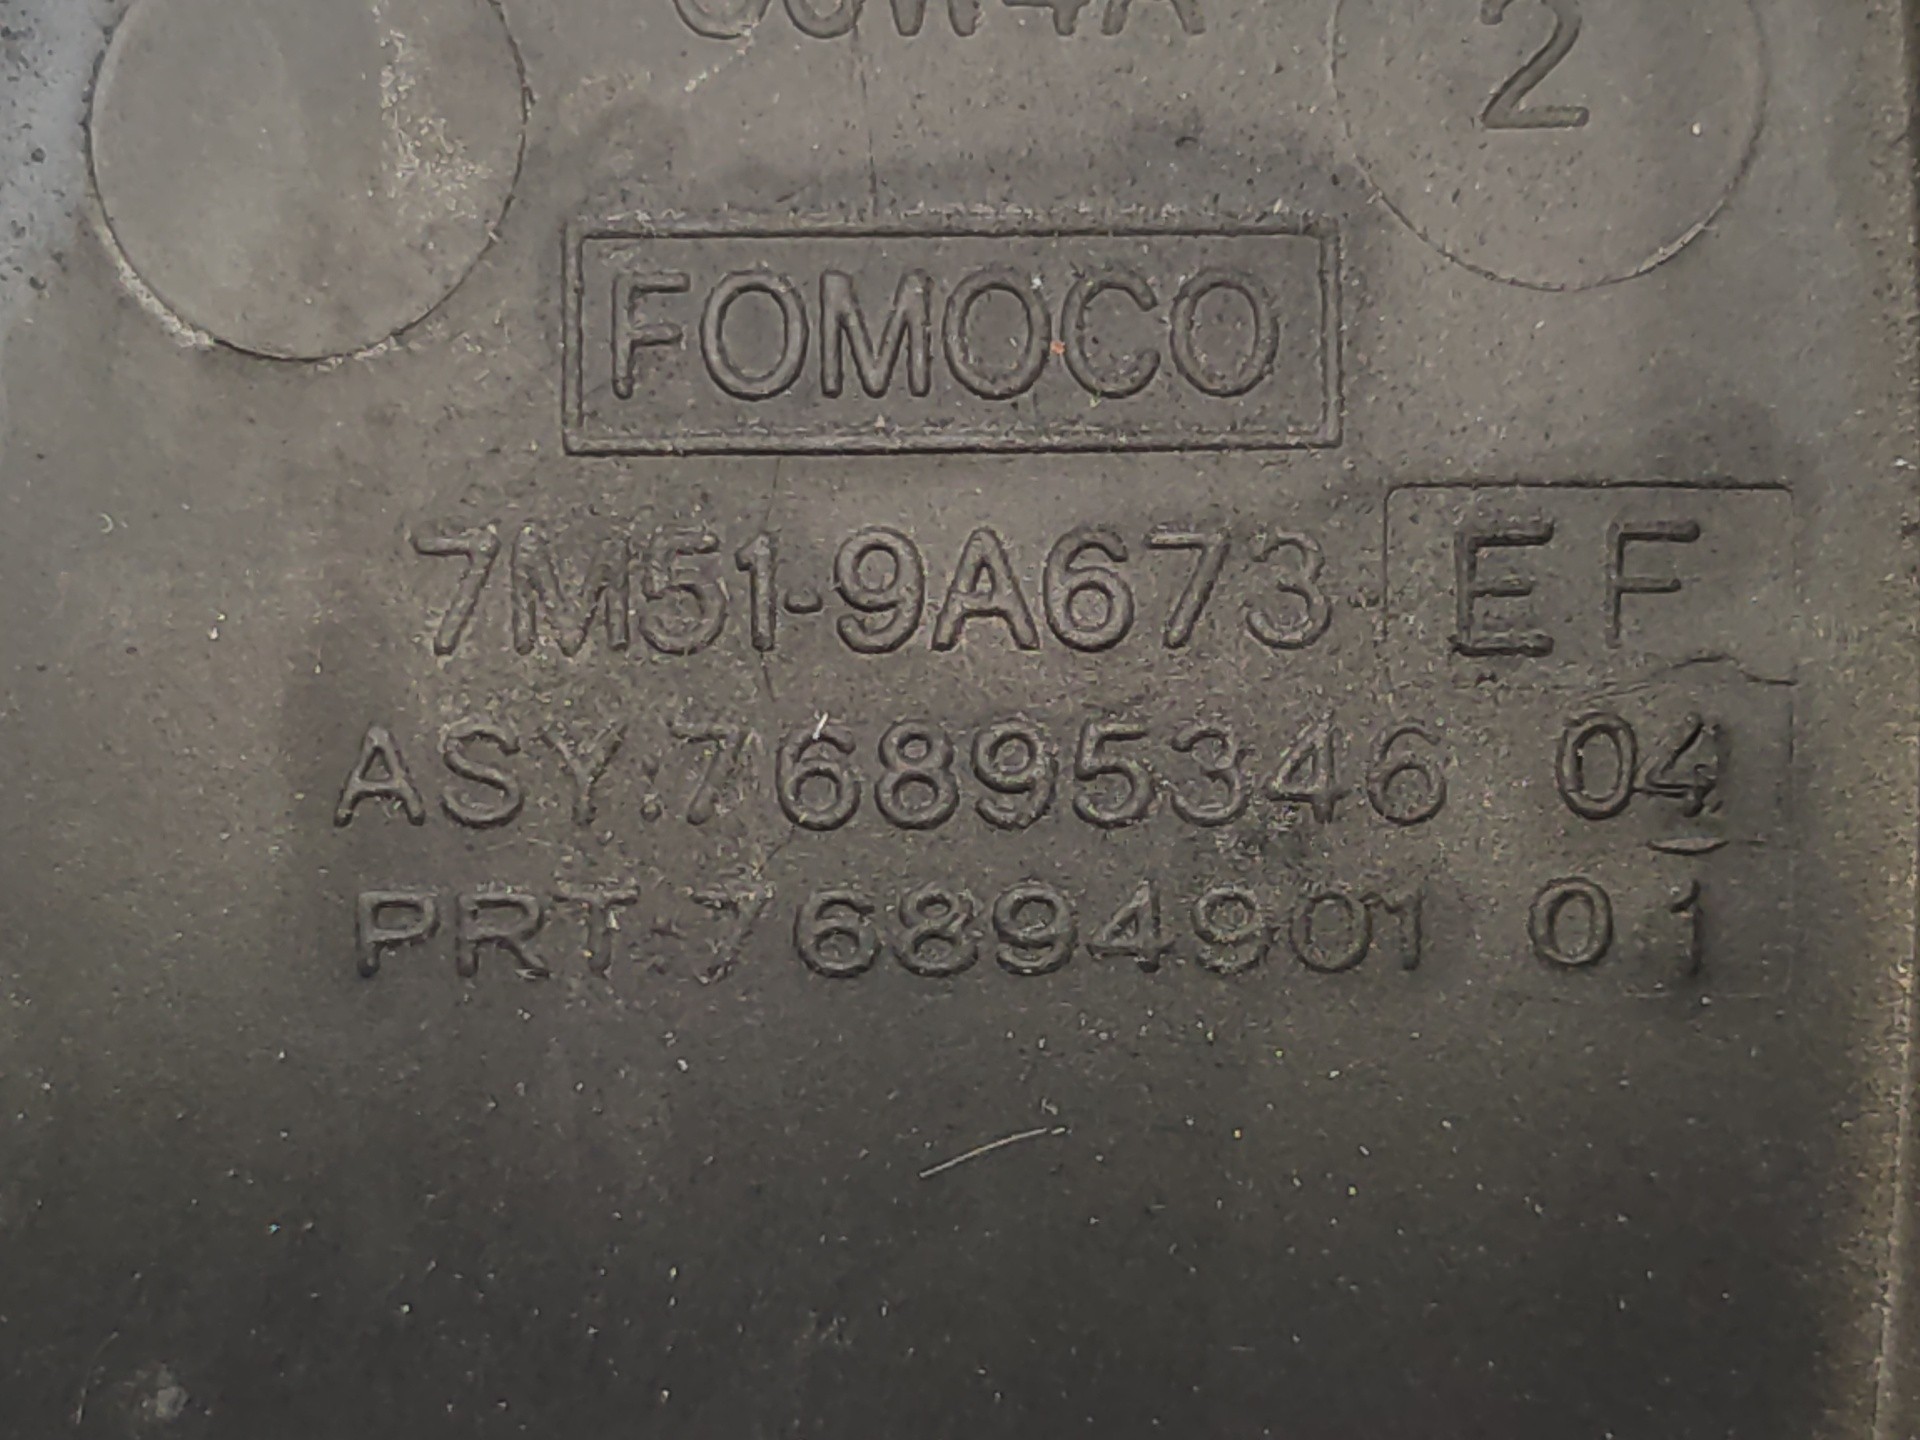 2
FOMOCO
7M51-9A673 EF
ASY:76895346 04
PRT:76894901 01